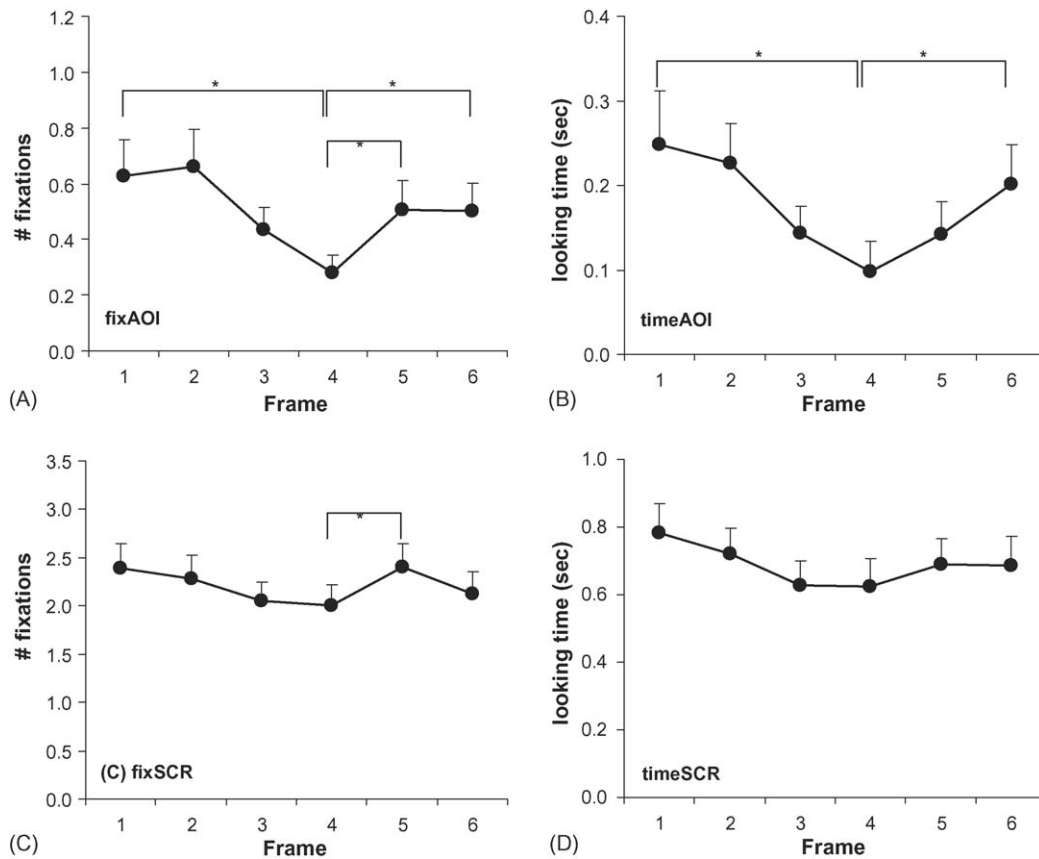 1.2
1.0
0.8
0.6
0.4
0.2
0.0
# fixations
*
*
*
fixAOI
1 2 3 4 5 6
Frame
(A)
0.4
0.3
0.2
0.1
0.0
looking time (sec)
*
*
timeAOI
1 2 3 4 5 6
Frame
(B)
3.5
3.0
2.5
2.0
1.5
1.0
0.5
0.0
# fixations
*
(C) fixSCR
1 2 3 4 5 6
Frame
(C)
1.0
0.8
0.6
0.4
0.2
0.0
looking time (sec)
timeSCR
1 2 3 4 5 6
Frame
(D)